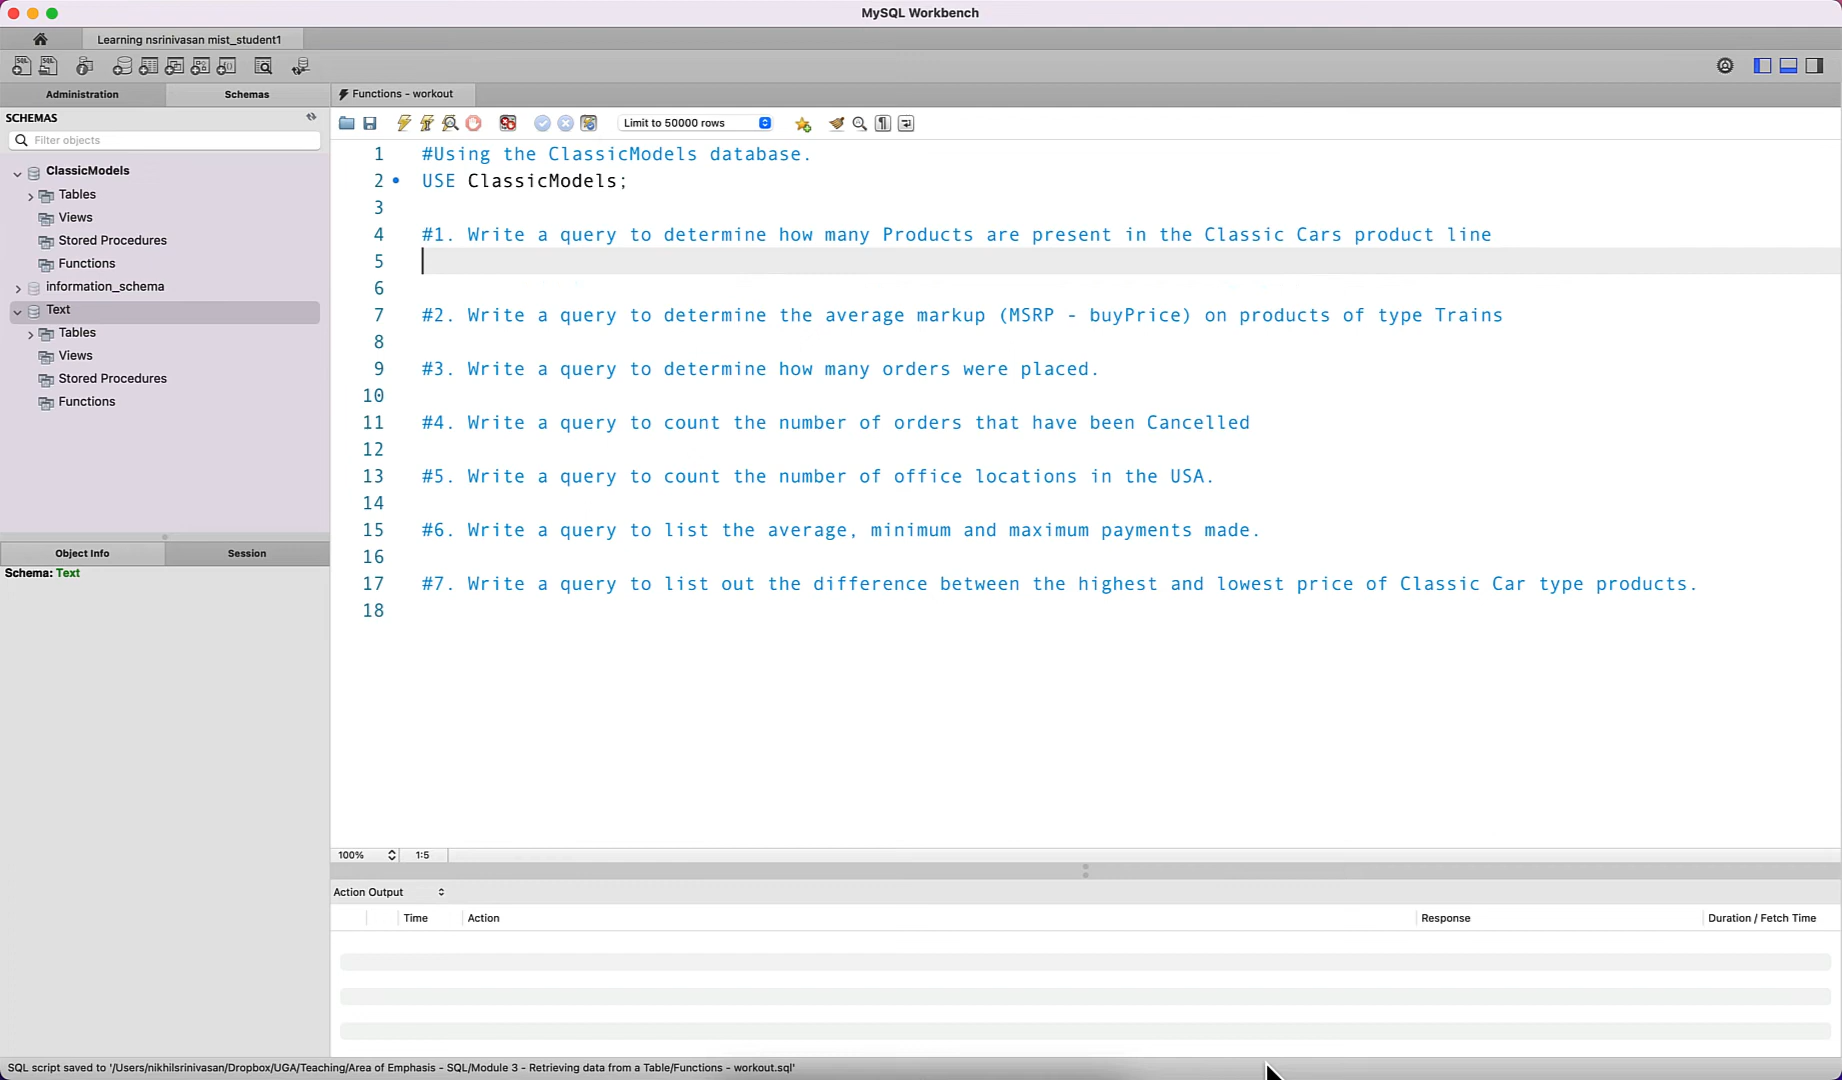 MySQL Workbench
Learning nsrinivasan mist_student1
Administration
Schemas
Functions - workout
SCHEMAS
Filter objects
Limit to 50000 rows
ClassicModels
Tables
Views
Stored Procedures
Functions
information_schema
Text
Tables
Views
Stored Procedures
Functions
1 #Using the ClassicModels database.
2 USE ClassicModels;
3
4 #1. Write a query to determine how many Products are present in the Classic Cars product line
5
6
7 #2. Write a query to determine the average markup (MSRP - buyPrice) on products of type Trains
8
9 #3. Write a query to determine how many orders were placed.
10
11 #4. Write a query to count the number of orders that have been Cancelled
12
13 #5. Write a query to count the number of office locations in the USA.
14
15 #6. Write a query to list the average, minimum and maximum payments made.
16
17 #7. Write a query to list out the difference between the highest and lowest price of Classic Car type products.
18
Object Info
Session
Schema: Text
100%
1:5
Action Output
Time
Action
Response
Duration / Fetch Time
SQL script saved to '/Users/nikhilsrinivasan/Dropbox/UGA/Teaching/Area of Emphasis - SQL/Module 3 - Retrieving data from a Table/Functions - workout.sql'